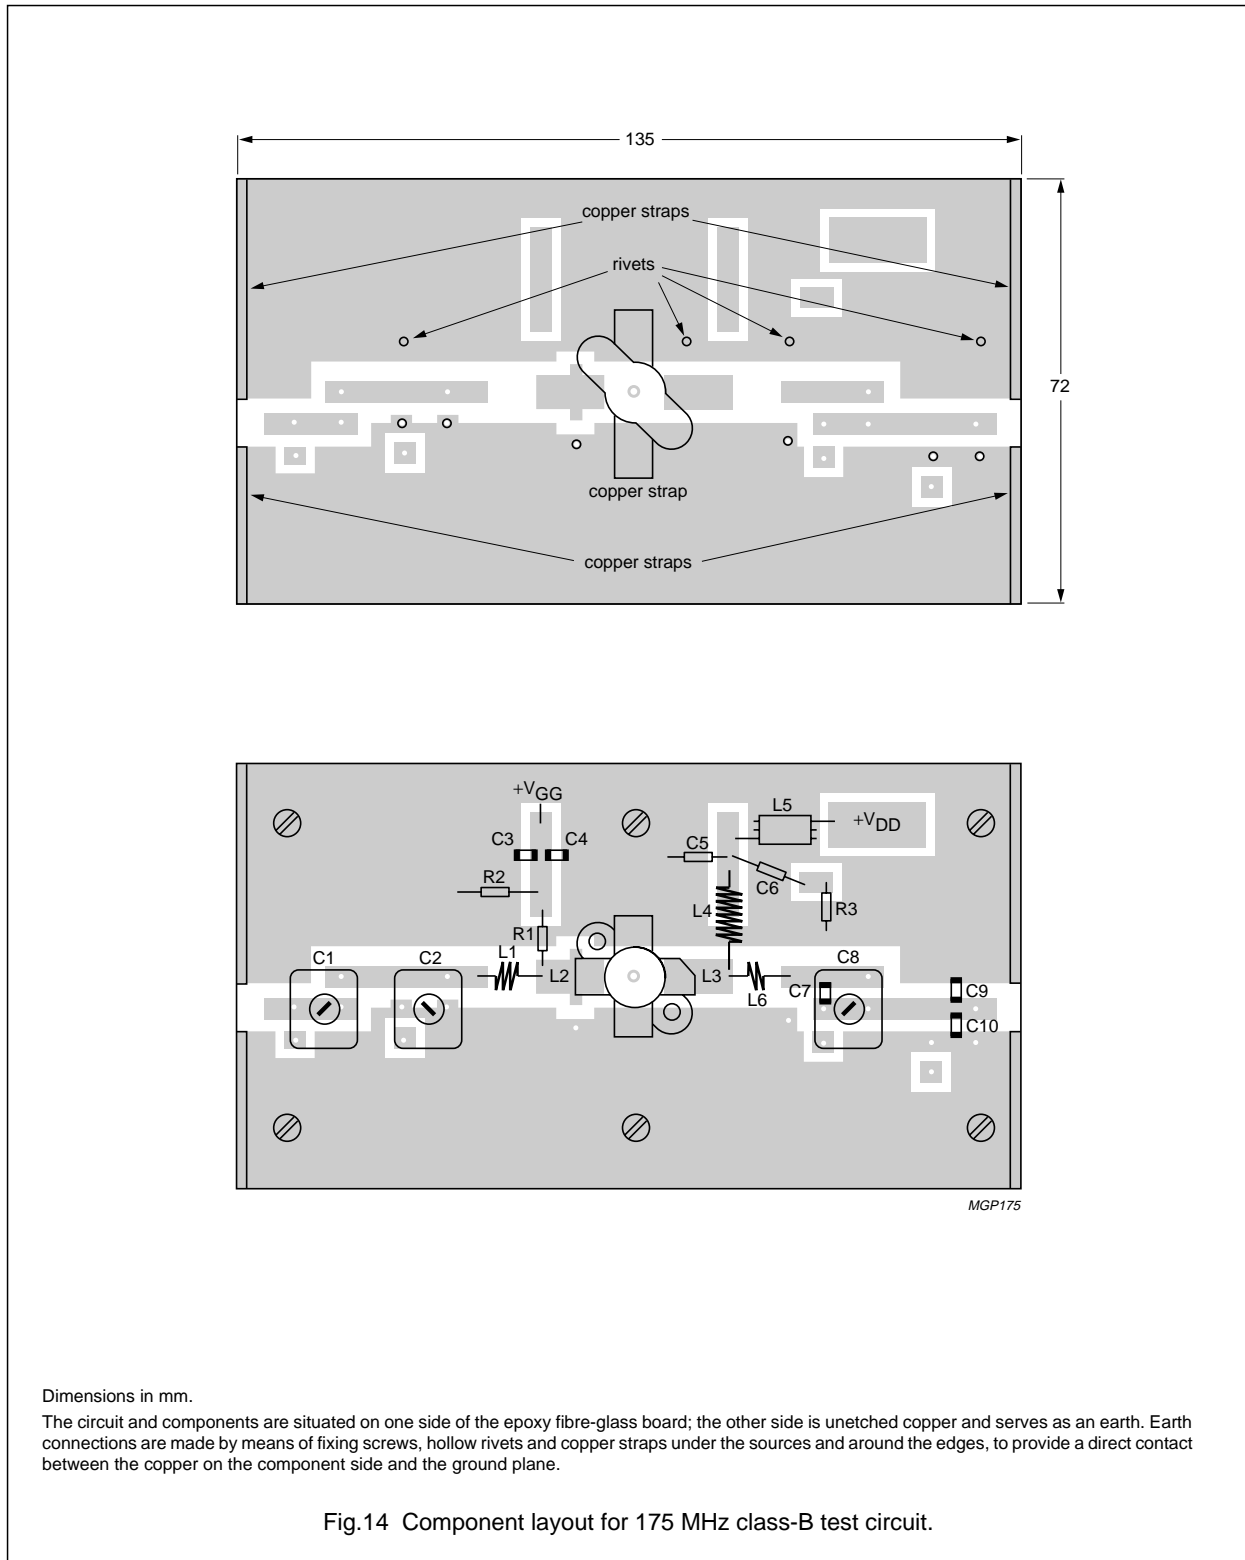 135
copper straps
rivets
72
copper strap
copper straps
+VGG
L5
+VDD
C3
C4
C5
R2
C6
L4
R3
R1
L1
C1
C2
L2
L3
C8
C7
L6
C9
C10
MGP175
Dimensions in mm.
The circuit and components are situated on one side of the epoxy fibre-glass board; the other side is unetched copper and serves as an earth. Earth
connections are made by means of fixing screws, hollow rivets and copper straps under the sources and around the edges, to provide a direct contact
between the copper on the component side and the ground plane.
Fig.14 Component layout for 175 MHz class-B test circuit.